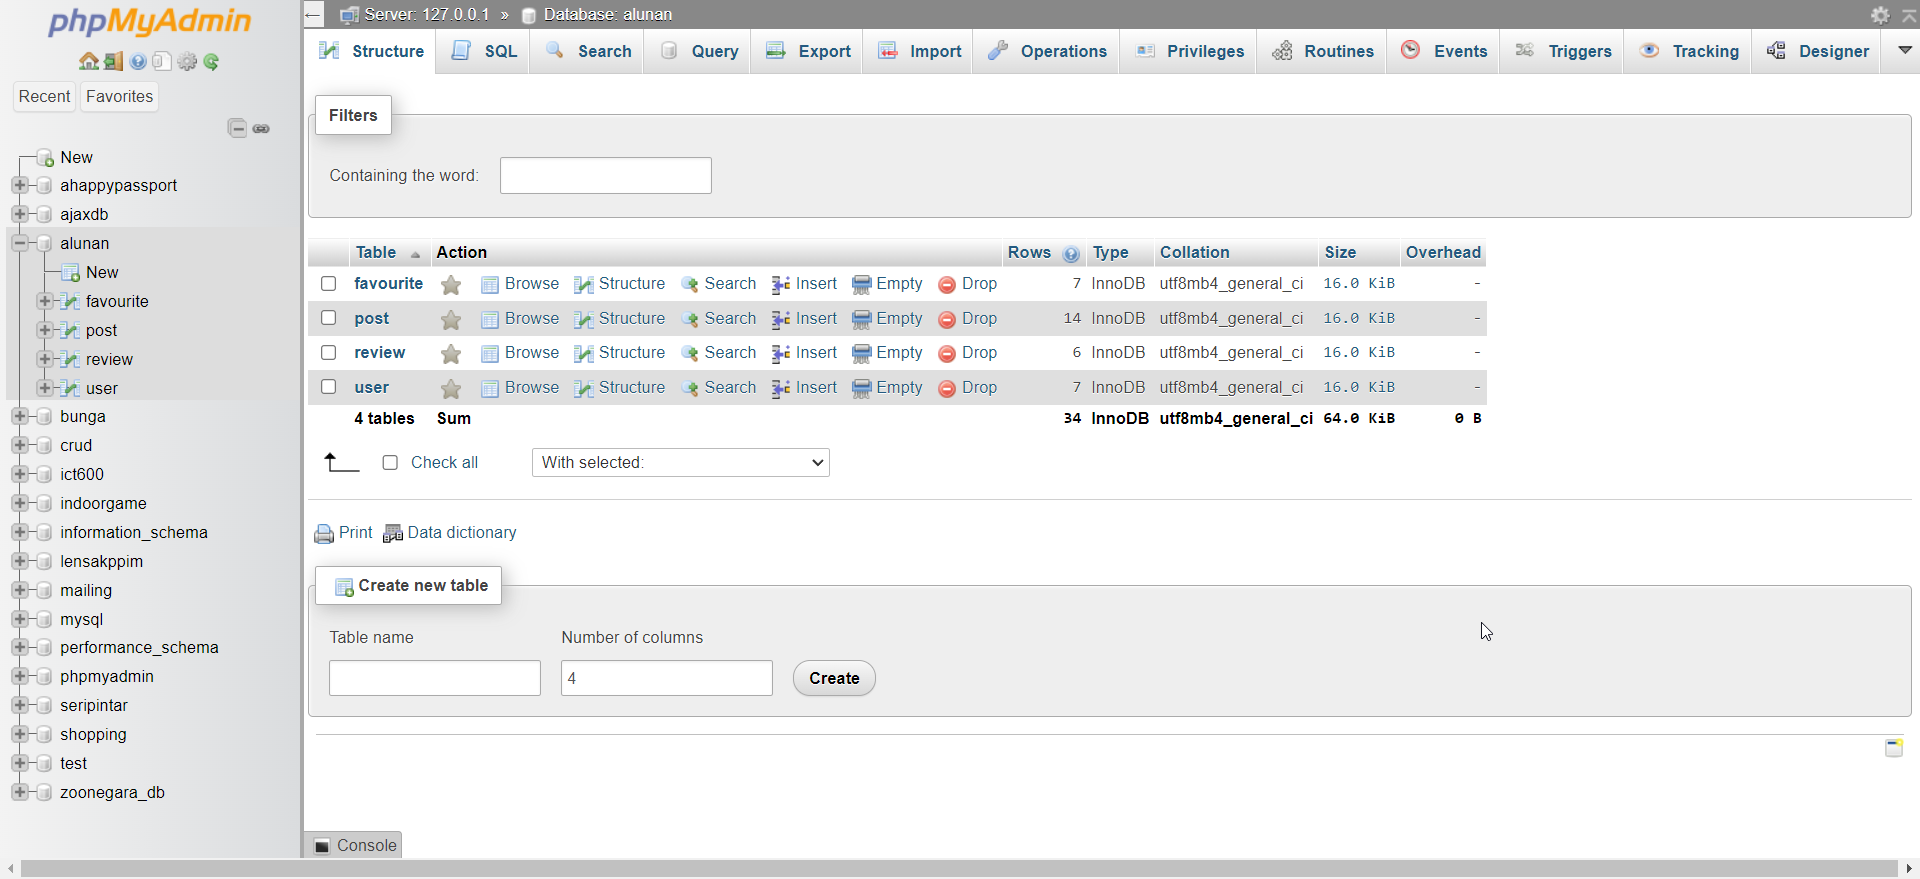 phpMyAdmin
Recent Favorites
New
ahappypassport
ajaxdb
alunan
New
favourite
post
review
user
bunga
crud
ict600
indoorgame
information_schema
lensakppim
mailing
mysql
performance_schema
phpmyadmin
seripintar
shopping
test
zoonegara_db
Server: 127.0.0.1 » Database: alunan
Structure SQL Search Query Export Import Operations Privileges Routines Events Triggers Tracking Designer
Filters
Containing the word:
Table Action Rows Type Collation Size Overhead
favourite Browse Structure Search Insert Empty Drop 7 InnoDB utf8mb4_general_ci 16.0 KiB -
post Browse Structure Search Insert Empty Drop 14 InnoDB utf8mb4_general_ci 16.0 KiB -
review Browse Structure Search Insert Empty Drop 6 InnoDB utf8mb4_general_ci 16.0 KiB -
user Browse Structure Search Insert Empty Drop 7 InnoDB utf8mb4_general_ci 16.0 KiB -
4 tables Sum 34 InnoDB utf8mb4_general_ci 64.0 KiB 0 B
Check all With selected:
Print Data dictionary
Create new table
Table name Number of columns
4 Create
Console